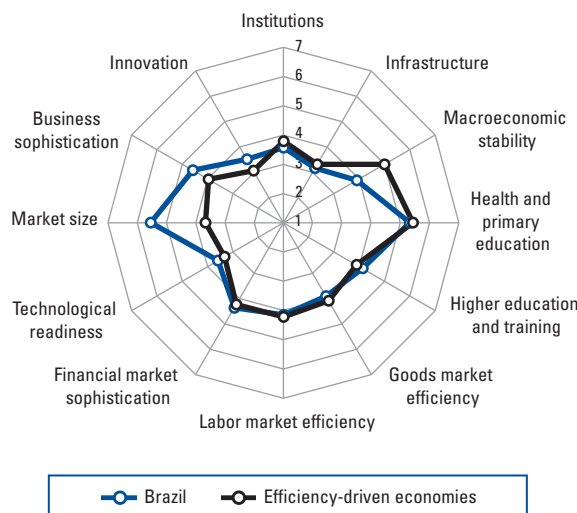 Institutions
Innovation
Infrastructure
Business
sophistication
Macroeconomic
stability
Market size
Health and
primary
education
Technological
readiness
Higher education
and training
Financial market
sophistication
Goods market
efficiency
Labor market efficiency
7
6
5
4
3
2
1
Brazil
Efficiency-driven economies